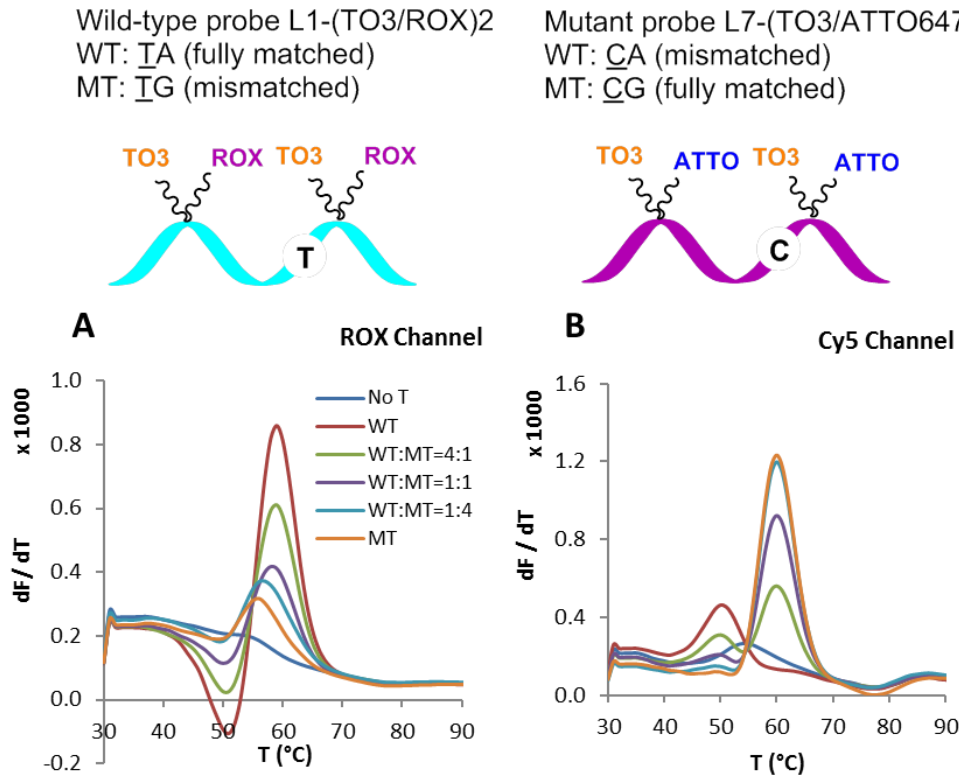 Wild-type probe L1-(TO3/ROX)2
WT: TA (fully matched)
MT: TG (mismatched)
Mutant probe L7-(TO3/ATTO647
WT: CA (mismatched)
MT: CG (fully matched)
TO3 ROX TO3 ROX
T
TO3 ATTO TO3 ATTO
C
A
ROX Channel
x 1000
dF/ dT
1.0
0.8
0.6
0.4
0.2
0.0
-0.2
No T
WT
WT:MT=4:1
WT:MT=1:1
WT:MT=1:4
MT
30 40 50 60 70 80 90
T (°C)
B
Cy5 Channel
x 1000
dF / dT
1.6
1.2
0.8
0.4
0.0
30 40 50 60 70 80 90
T (°C)